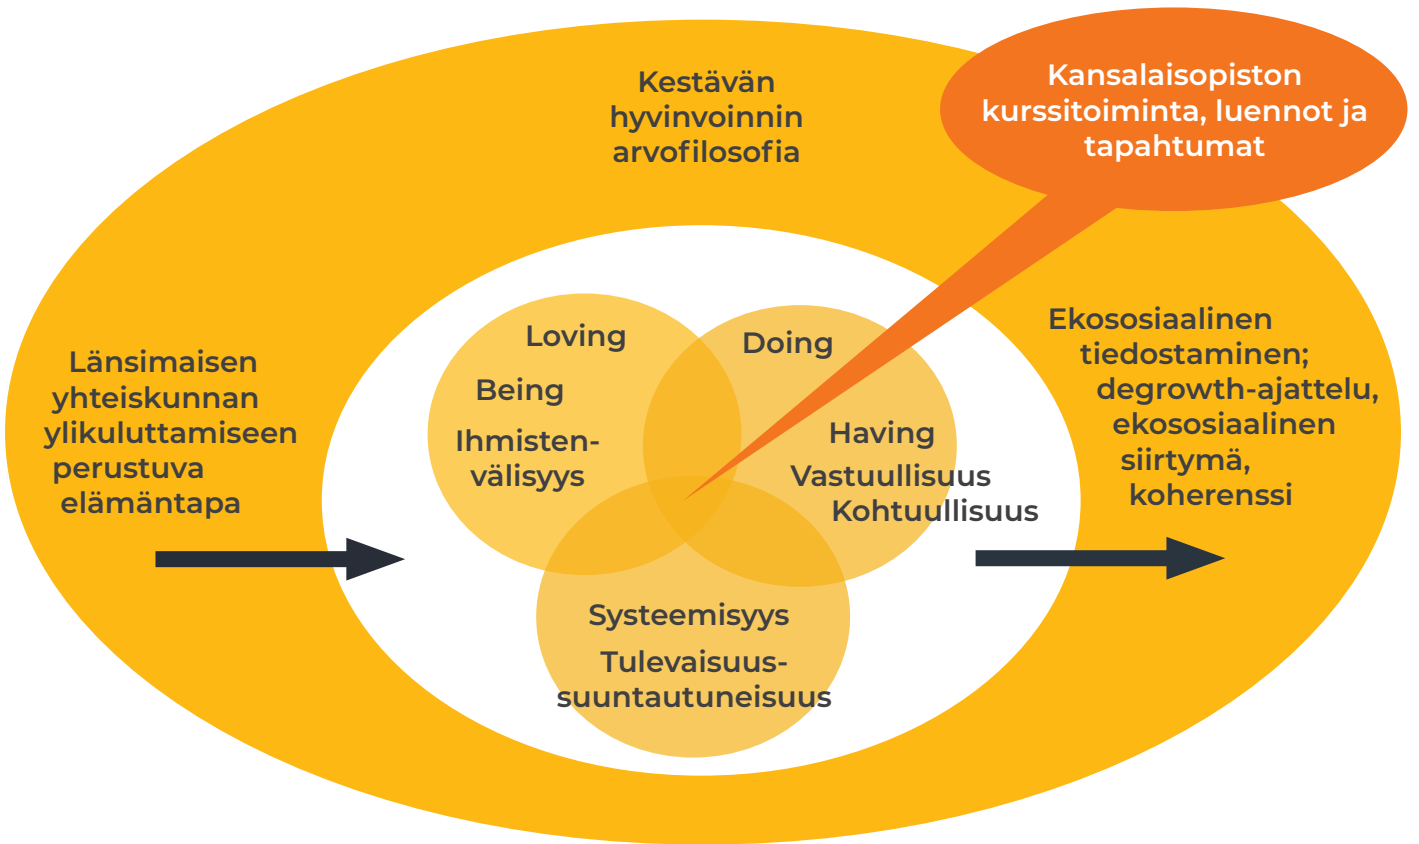 Kestävän
hyvinvoinnin
arvofilosofia
Kansalaisopiston
kurssitoiminta, luennot ja
tapahtumat
Länsimaisen
yhteiskunnan
ylikuluttamiseen
perustuva
elämäntapa
Loving
Being
Ihmisten-
välisyys
Doing
Having
Vastuullisuus
Kohtuullisuus
Systeemisyys
Tulevaisuus-
suuntautuneisuus
Ekososiaalinen
tiedostaminen;
degrowth-ajattelu,
ekososiaalinen
siirtymä,
koherenssi